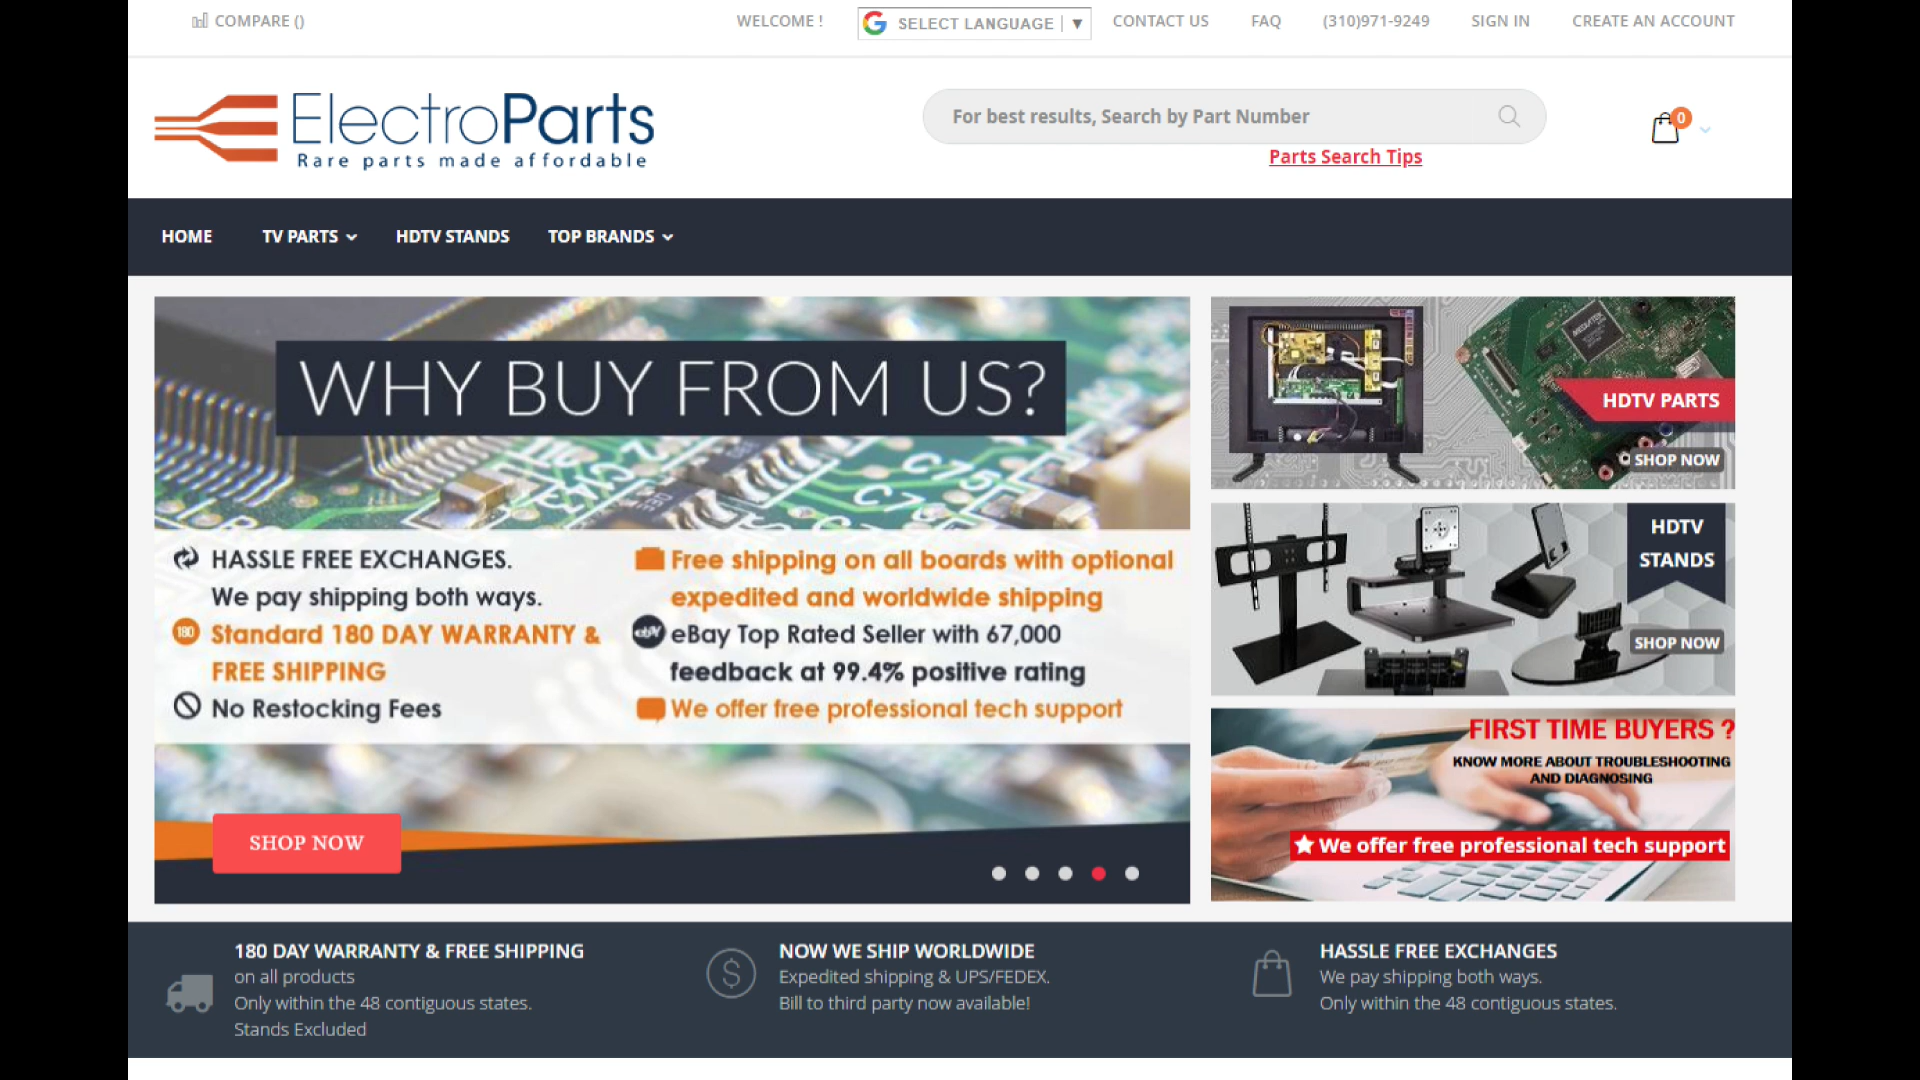 COMPARE ()
WELCOME !
SELECT LANGUAGE ▼
CONTACT US
FAQ
(310)971-9249
SIGN IN
CREATE AN ACCOUNT
ElectroParts
Rare parts made affordable
For best results, Search by Part Number
Parts Search Tips
0
HOME
TV PARTS
HDTV STANDS
TOP BRANDS
WHY BUY FROM US?
HASSLE FREE EXCHANGES.
We pay shipping both ways.
180
Standard 180 DAY WARRANTY &
FREE SHIPPING
No Restocking Fees
Free shipping on all boards with optional
expedited and worldwide shipping
ebay
eBay Top Rated Seller with 67,000
feedback at 99.4% positive rating
We offer free professional tech support
SHOP NOW
MEDIATEK
HDTV PARTS
SHOP NOW
HDTV
STANDS
SHOP NOW
FIRST TIME BUYERS ?
KNOW MORE ABOUT TROUBLESHOOTING
AND DIAGNOSING
We offer free professional tech support
180 DAY WARRANTY & FREE SHIPPING
on all products
Only within the 48 contiguous states.
Stands Excluded
NOW WE SHIP WORLDWIDE
Expedited shipping & UPS/FEDEX.
Bill to third party now available!
HASSLE FREE EXCHANGES
We pay shipping both ways.
Only within the 48 contiguous states.